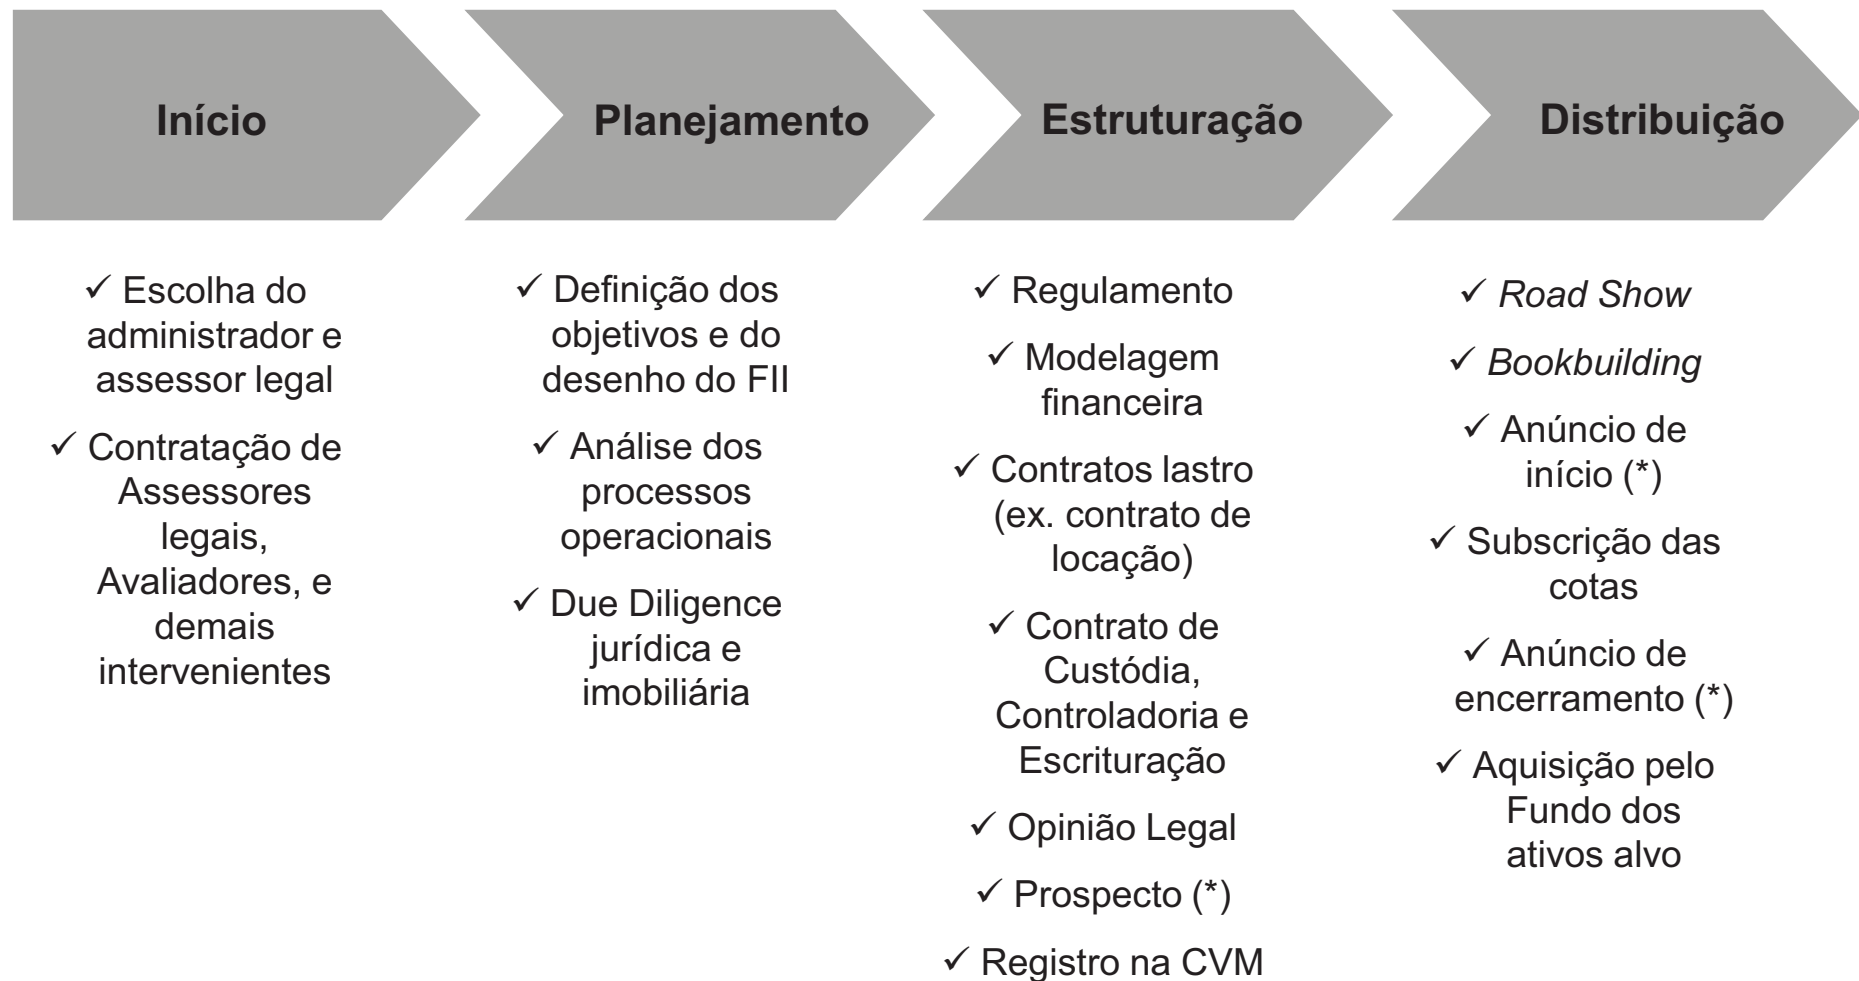 Início
Planejamento
Estruturação
Distribuição
✓ Escolha do
administrador e
assessor legal
✓ Contratação de
Assessores
legais,
Avaliadores, e
demais
intervenientes
✓ Definição dos
objetivos e do
desenho do FII
✓ Análise dos
processos
operacionais
✓ Due Diligence
jurídica e
imobiliária
✓ Regulamento
✓ Modelagem
financeira
✓ Contratos lastro
(ex. contrato de
locação)
✓ Contrato de
Custódia,
Controladoria e
Escrituração
✓ Opinião Legal
✓ Prospecto (*)
✓ Registro na CVM
✓ Road Show
✓ Bookbuilding
✓ Anúncio de
início (*)
✓ Subscrição das
cotas
✓ Anúncio de
encerramento (*)
✓ Aquisição pelo
Fundo dos
ativos alvo